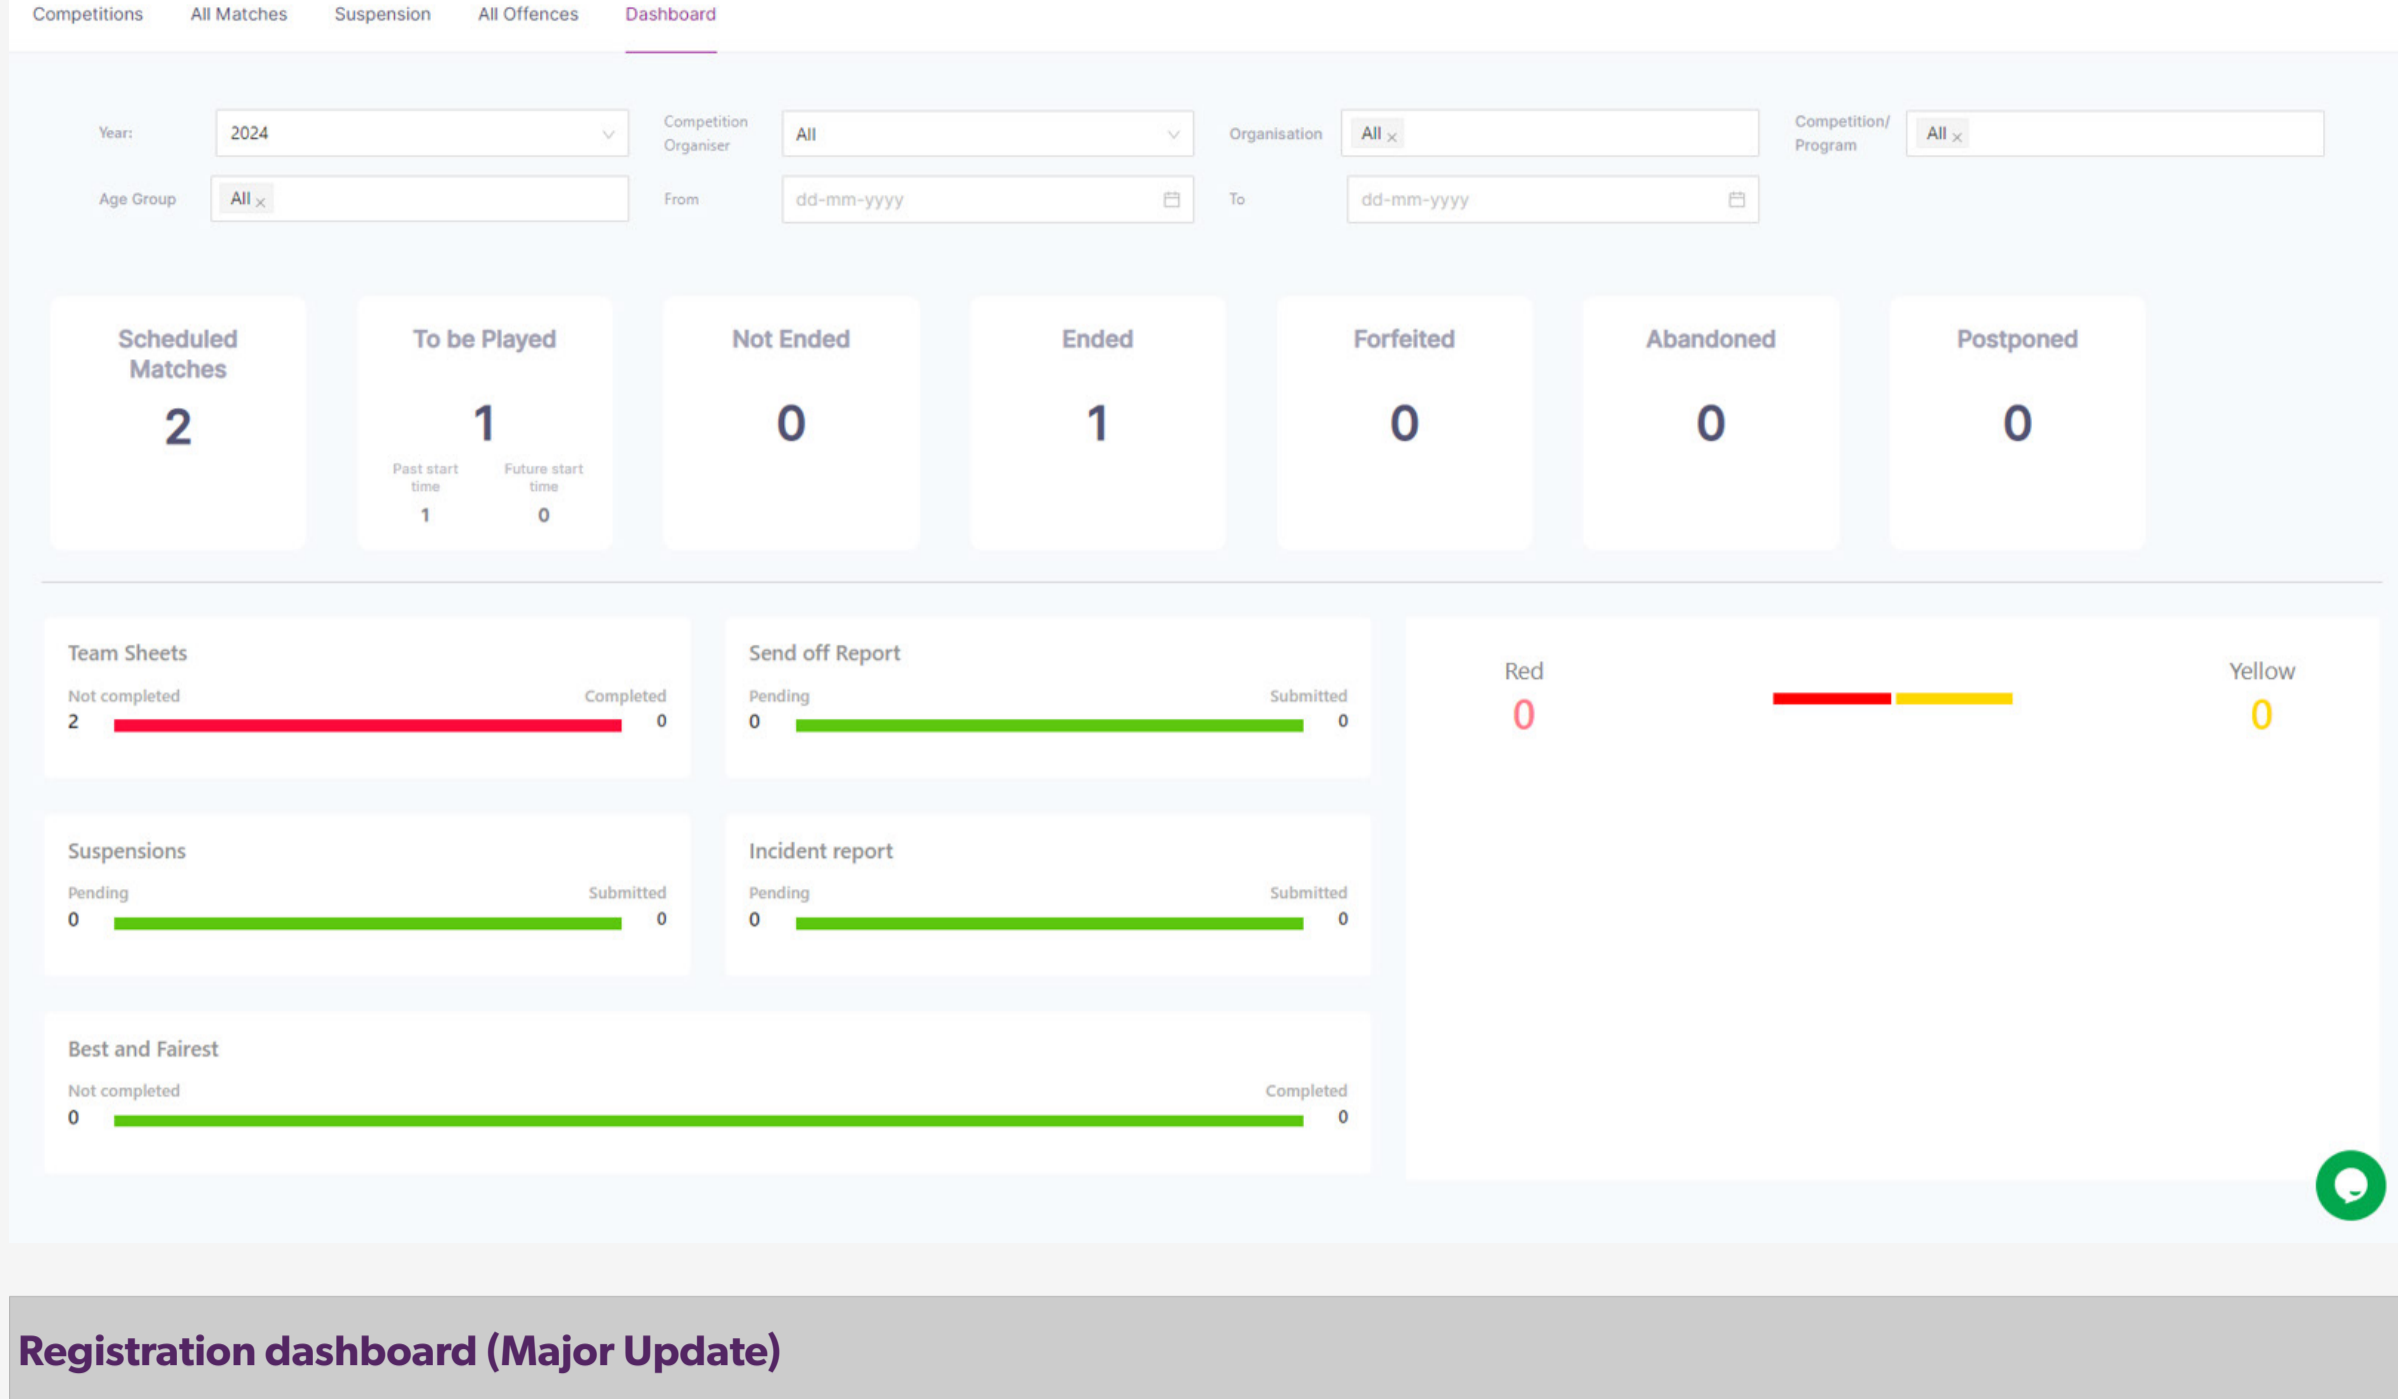 Competitions All Matches Suspension All Offences Dashboard
Year: 2024 Competition Organiser All Organisation All × Competition/ Program All ×
Age Group All × From dd-mm-yyyy To dd-mm-yyyy
Scheduled Matches
2
To be Played
1
Past start time
1
Future start time
0
Not Ended
0
Ended
1
Forfeited
0
Abandoned
0
Postponed
0
Team Sheets
Not completed Completed
2 0
Send off Report
Pending Submitted
0 0
Red Yellow
0 0
Suspensions
Pending Submitted
0 0
Incident report
Pending Submitted
0 0
Best and Fairest
Not completed Completed
0 0
Registration dashboard (Major Update)